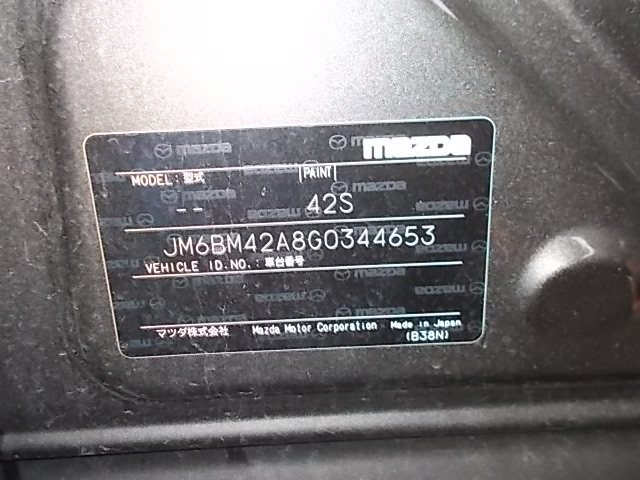 mazda
MODEL: 型式 PAINT
-- 42S
JM6BM42A8G0344653
VEHICLE ID.NO.: 車台番号
マツダ株式会社 Mazda Motor Corporation Made in Japan
(B38N)